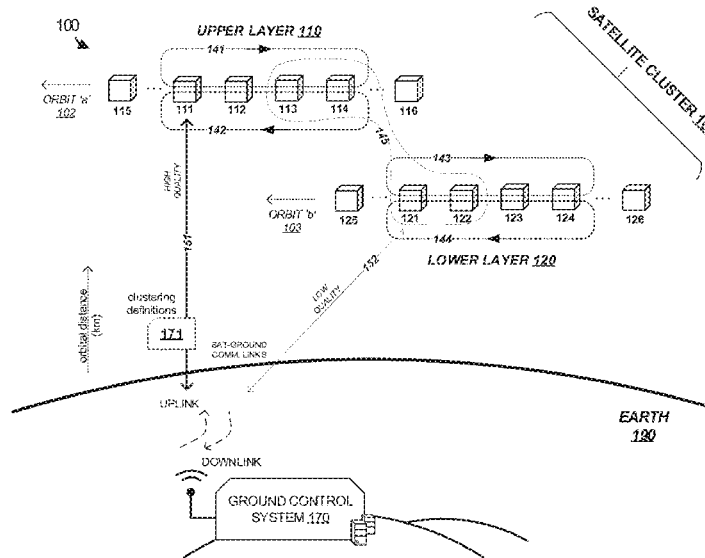 100
UPPER LAYER 110
SATELLITE CLUSTER
141
ORBIT 'a'
102
115
111
112
113
114
116
142
145
143
HIGH
QUALITY
151
ORBIT 'b'
103
125
121
122
123
124
126
144
LOWER LAYER 120
152
LOW
QUALITY
orbital distance
(km)
clustering
definitions
171
SAT-GROUND
COMM. LINKS
UPLINK
EARTH
190
DOWNLINK
GROUND CONTROL
SYSTEM 170